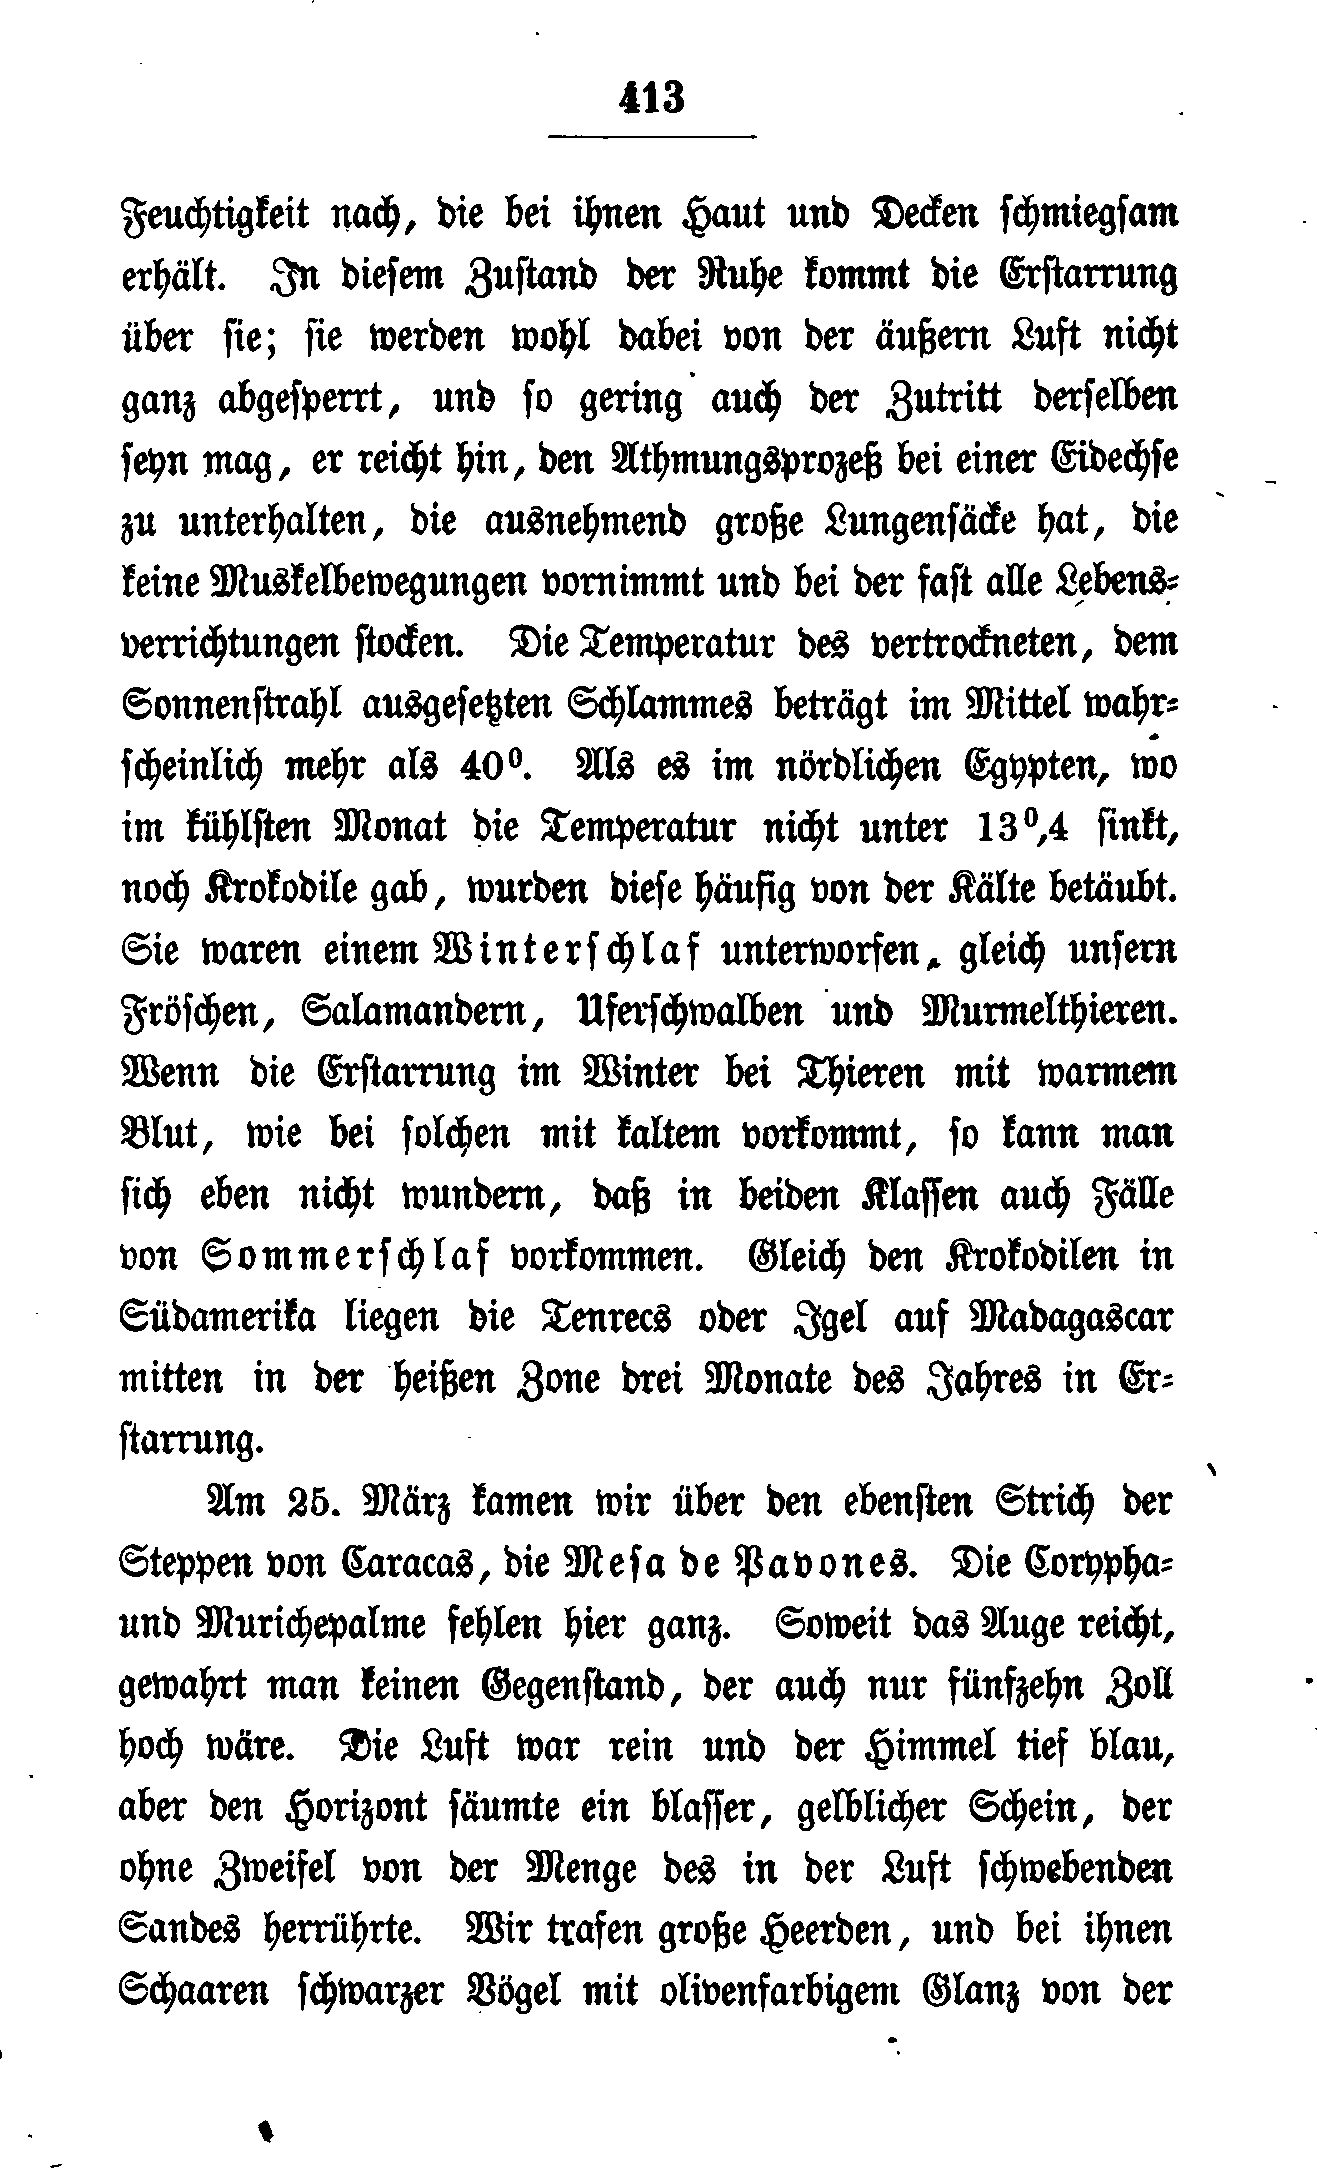 413
Feuchtigkeit nach, die bei ihnen Haut und Decken schmiegsam
erhält. In diesem Zustand der Ruhe kommt die Erstarrung
über sie; sie werden wohl dabei von der äußern Luft nicht
ganz abgesperrt, und so gering auch der Zutritt derselben
seyn mag, er reicht hin, den Athmungsprozeß bei einer Eidechse
zu unterhalten, die ausnehmend große Lungensäcke hat, die
keine Muskelbewegungen vornimmt und bei der fast alle Lebens-
verrichtungen stocken. Die Temperatur des vertrockneten, dem
Sonnenstrahl ausgesetzten Schlammes beträgt im Mittel wahr-
scheinlich mehr als 40⁰. Als es im nördlichen Egypten, wo
im kühlsten Monat die Temperatur nicht unter 13⁰,4 sinkt,
noch Krokodile gab, wurden diese häufig von der Kälte betäubt.
Sie waren einem Winterschlaf unterworfen, gleich unsern
Fröschen, Salamandern, Uferschwalben und Murmelthieren.
Wenn die Erstarrung im Winter bei Thieren mit warmem
Blut, wie bei solchen mit kaltem vorkommt, so kann man
sich eben nicht wundern, daß in beiden Klassen auch Fälle
von Sommerschlaf vorkommen. Gleich den Krokodilen in
Südamerika liegen die Tenrecs oder Igel auf Madagascar
mitten in der heißen Zone drei Monate des Jahres in Er-
starrung.
Am 25. März kamen wir über den ebensten Strich der
Steppen von Caracas, die Mesa de Pavones. Die Corypha-
und Murichepalme fehlen hier ganz. Soweit das Auge reicht,
gewahrt man keinen Gegenstand, der auch nur fünfzehn Zoll
hoch wäre. Die Luft war rein und der Himmel tief blau,
aber den Horizont säumte ein blasser, gelblicher Schein, der
ohne Zweifel von der Menge des in der Luft schwebenden
Sandes herrührte. Wir trafen große Heerden, und bei ihnen
Schaaren schwarzer Vögel mit olivenfarbigem Glanz von der